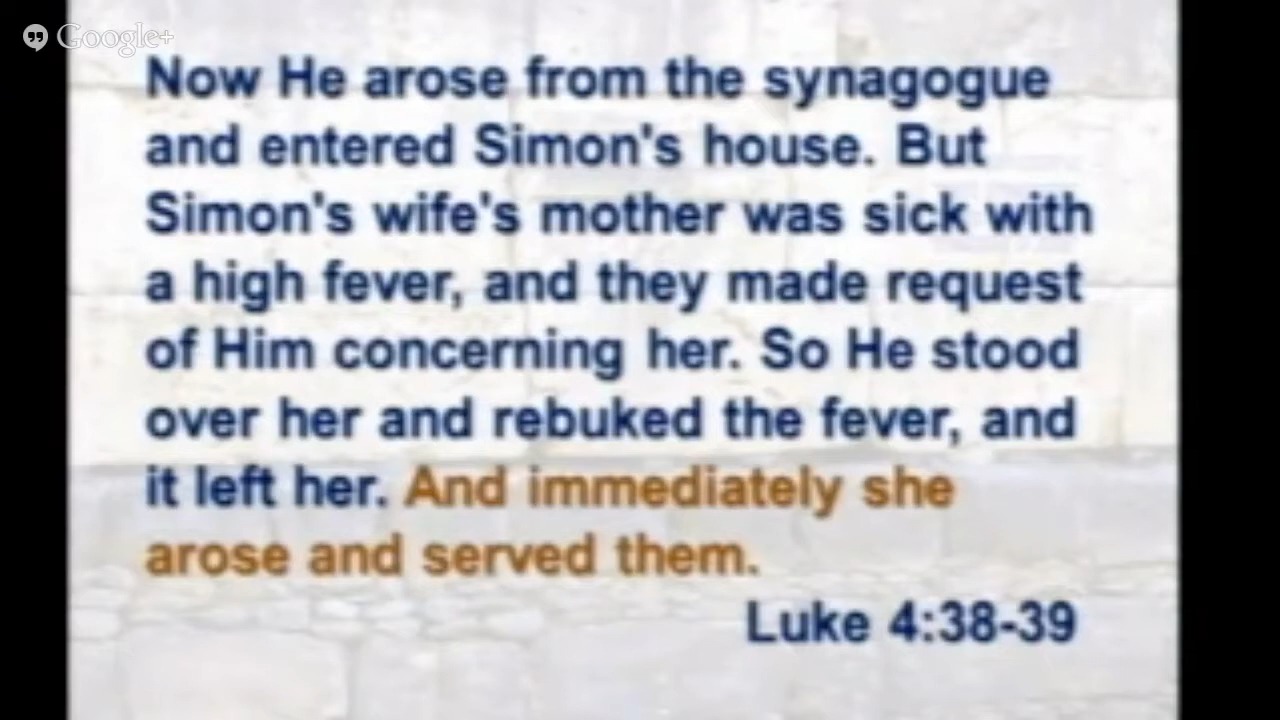 Google+
Now He arose from the synagogue
and entered Simon's house. But
Simon's wife's mother was sick with
a high fever, and they made request
of Him concerning her. So He stood
over her and rebuked the fever, and
it left her. And immediately she
arose and served them.
Luke 4:38-39